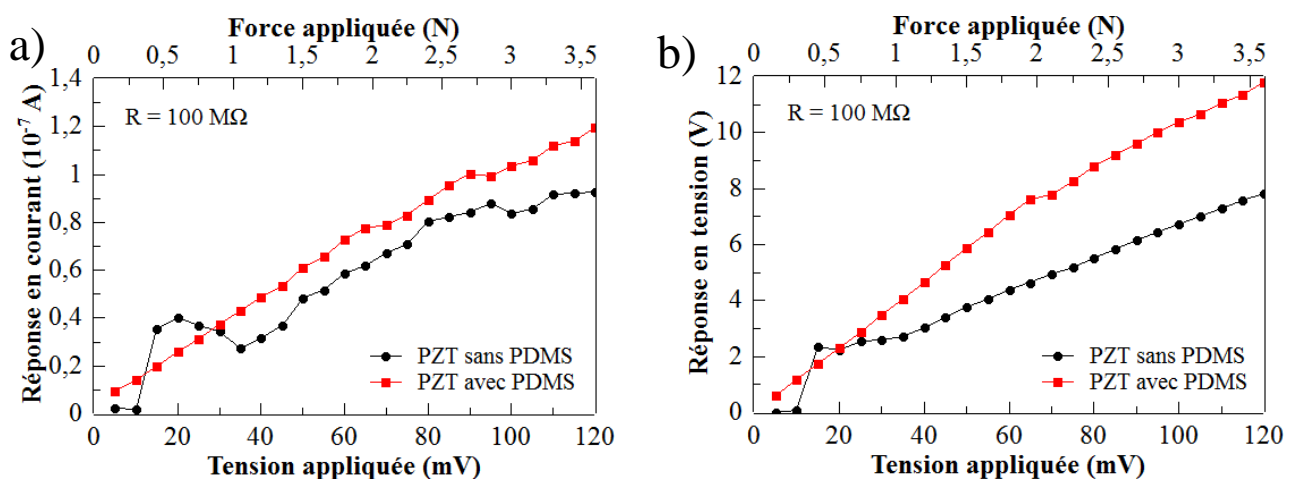 a)
Force appliquée (N)
0 0,5 1 1,5 2 2,5 3 3,5
1,4
1,2
1
0,8
0,6
0,4
0,2
0
Réponse en courant (10⁻⁷ A)
R = 100 MΩ
PZT sans PDMS
PZT avec PDMS
0 20 40 60 80 100 120
Tension appliquée (mV)
b)
Force appliquée (N)
0 0,5 1 1,5 2 2,5 3 3,5
12
10
8
6
4
2
0
Réponse en tension (V)
R = 100 MΩ
PZT sans PDMS
PZT avec PDMS
0 20 40 60 80 100 120
Tension appliquée (mV)